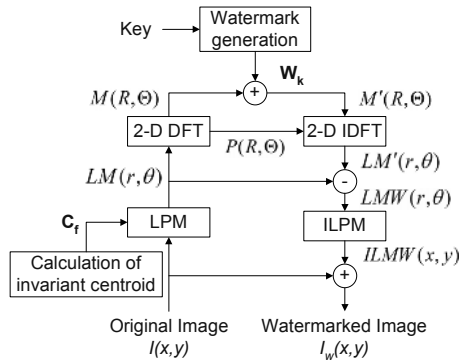 Key
Watermark
generation
W_k
M(R,Θ)
+
M'(R,Θ)
2-D DFT
2-D IDFT
P(R,Θ)
LM(r,θ)
LM'(r,θ)
-
LMW(r,θ)
C_f
LPM
ILPM
Calculation of
invariant centroid
ILMW(x,y)
+
Original Image
I(x,y)
Watermarked Image
I_w(x,y)